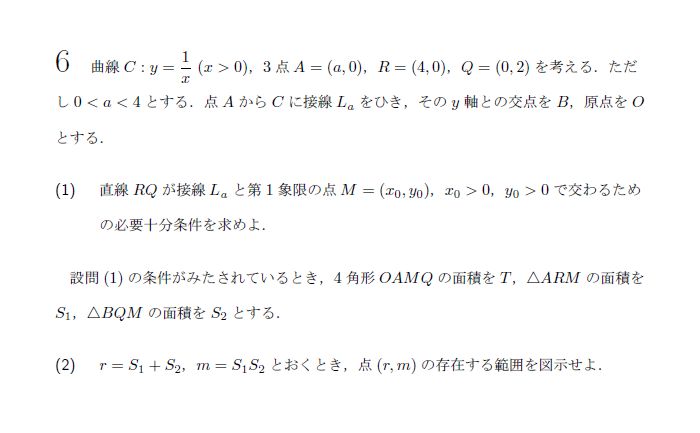 6 曲線 C : y = 1/x (x > 0), 3 点 A = (a, 0), R = (4, 0), Q = (0, 2) を考える. ただ
し 0 < a < 4 とする. 点 A から C に接線 L_a をひき, その y 軸との交点を B, 原点を O
とする.
(1) 直線 RQ が接線 L_a と第 1 象限の点 M = (x_0, y_0), x_0 > 0, y_0 > 0 で交わるため
の必要十分条件を求めよ.
設問 (1) の条件がみたされているとき, 4 角形 OAMQ の面積を T, △ARM の面積を
S_1, △BQM の面積を S_2 とする.
(2) r = S_1 + S_2, m = S_1S_2 とおくとき, 点 (r, m) の存在する範囲を図示せよ.